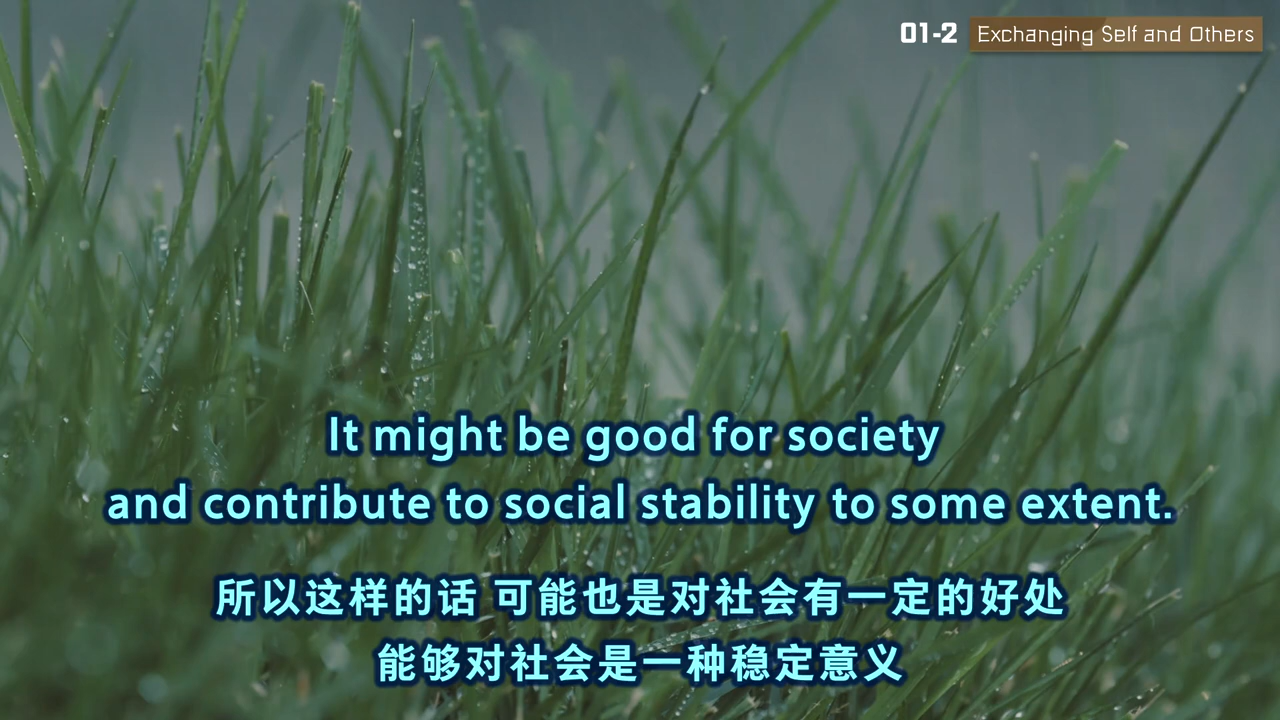 01-2 Exchanging Self and Others
It might be good for society
and contribute to social stability to some extent.
所以这样的话 可能也是对社会有一定的好处
能够对社会是一种稳定意义